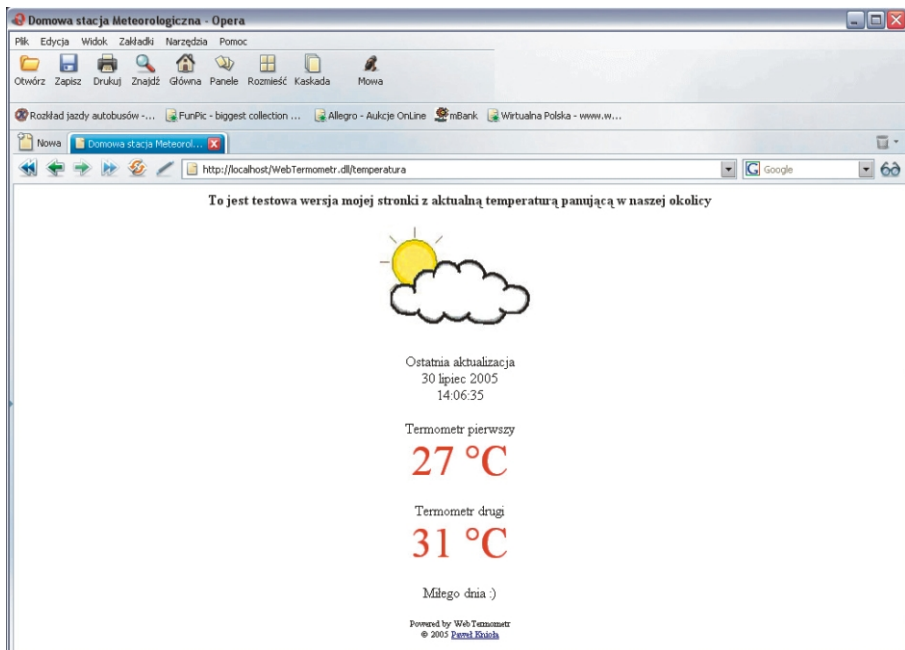 Domowa stacja Meteorologiczna - Opera
Plik Edycja Widok Zakładki Narzędzia Pomoc
Otwórz Zapisz Drukuj Znajdź Główna Panele Rozmieść Kaskada Mowa
Rozkład jazdy autobusów -... FunPic - biggest collection ... Allegro - Aukcje OnLine mBank Wirtualna Polska - www.w...
Nowa Domowa stacja Meteorol...
http://localhost/WebTermometr.dll/temperatura G Google
To jest testowa wersja mojej stronki z aktualną temperaturą panującą w naszej okolicy
Ostatnia aktualizacja
30 lipiec 2005
14:06:35
Termometr pierwszy
27 °C
Termometr drugi
31 °C
Miłego dnia :)
Powered by WebTermometr
© 2005 Paweł Knioła